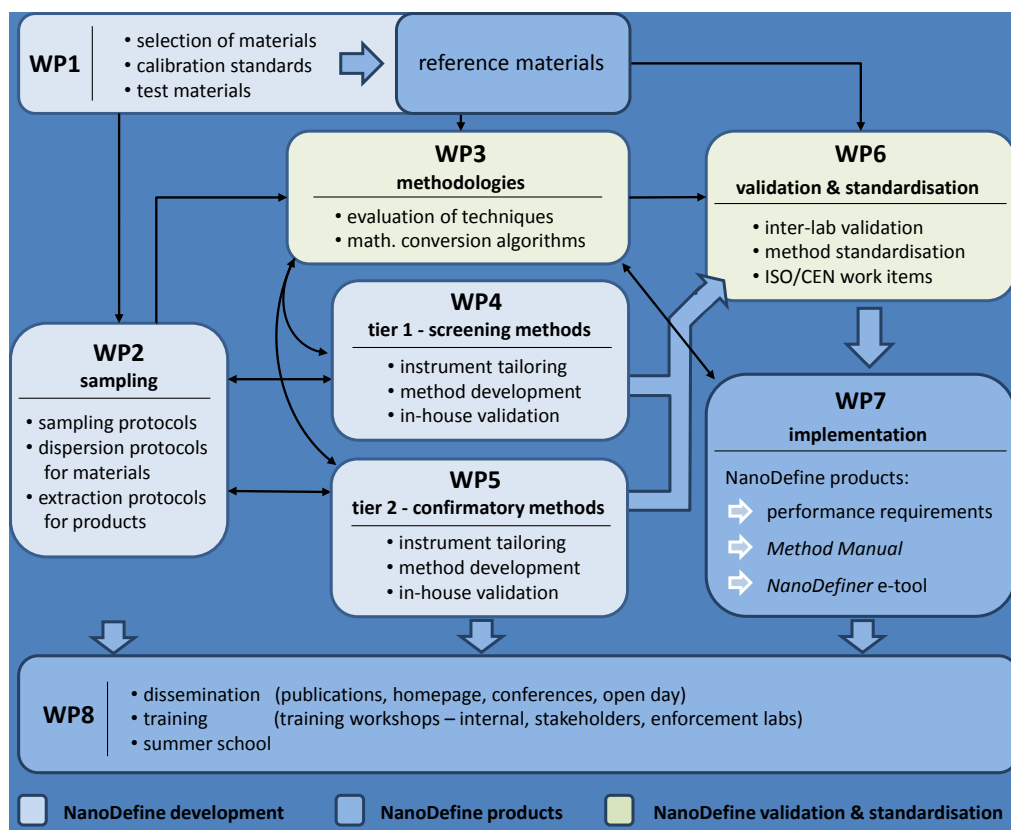 WP1
• selection of materials
• calibration standards
• test materials
reference materials
WP3
methodologies
• evaluation of techniques
• math. conversion algorithms
WP6
validation & standardisation
• inter-lab validation
• method standardisation
• ISO/CEN work items
WP4
tier 1 - screening methods
• instrument tailoring
• method development
• in-house validation
WP2
sampling
• sampling protocols
• dispersion protocols
for materials
• extraction protocols
for products
WP5
tier 2 - confirmatory methods
• instrument tailoring
• method development
• in-house validation
WP7
implementation
NanoDefine products:
performance requirements
Method Manual
NanoDefiner e-tool
WP8
• dissemination (publications, homepage, conferences, open day)
• training (training workshops – internal, stakeholders, enforcement labs)
• summer school
NanoDefine development
NanoDefine products
NanoDefine validation & standardisation